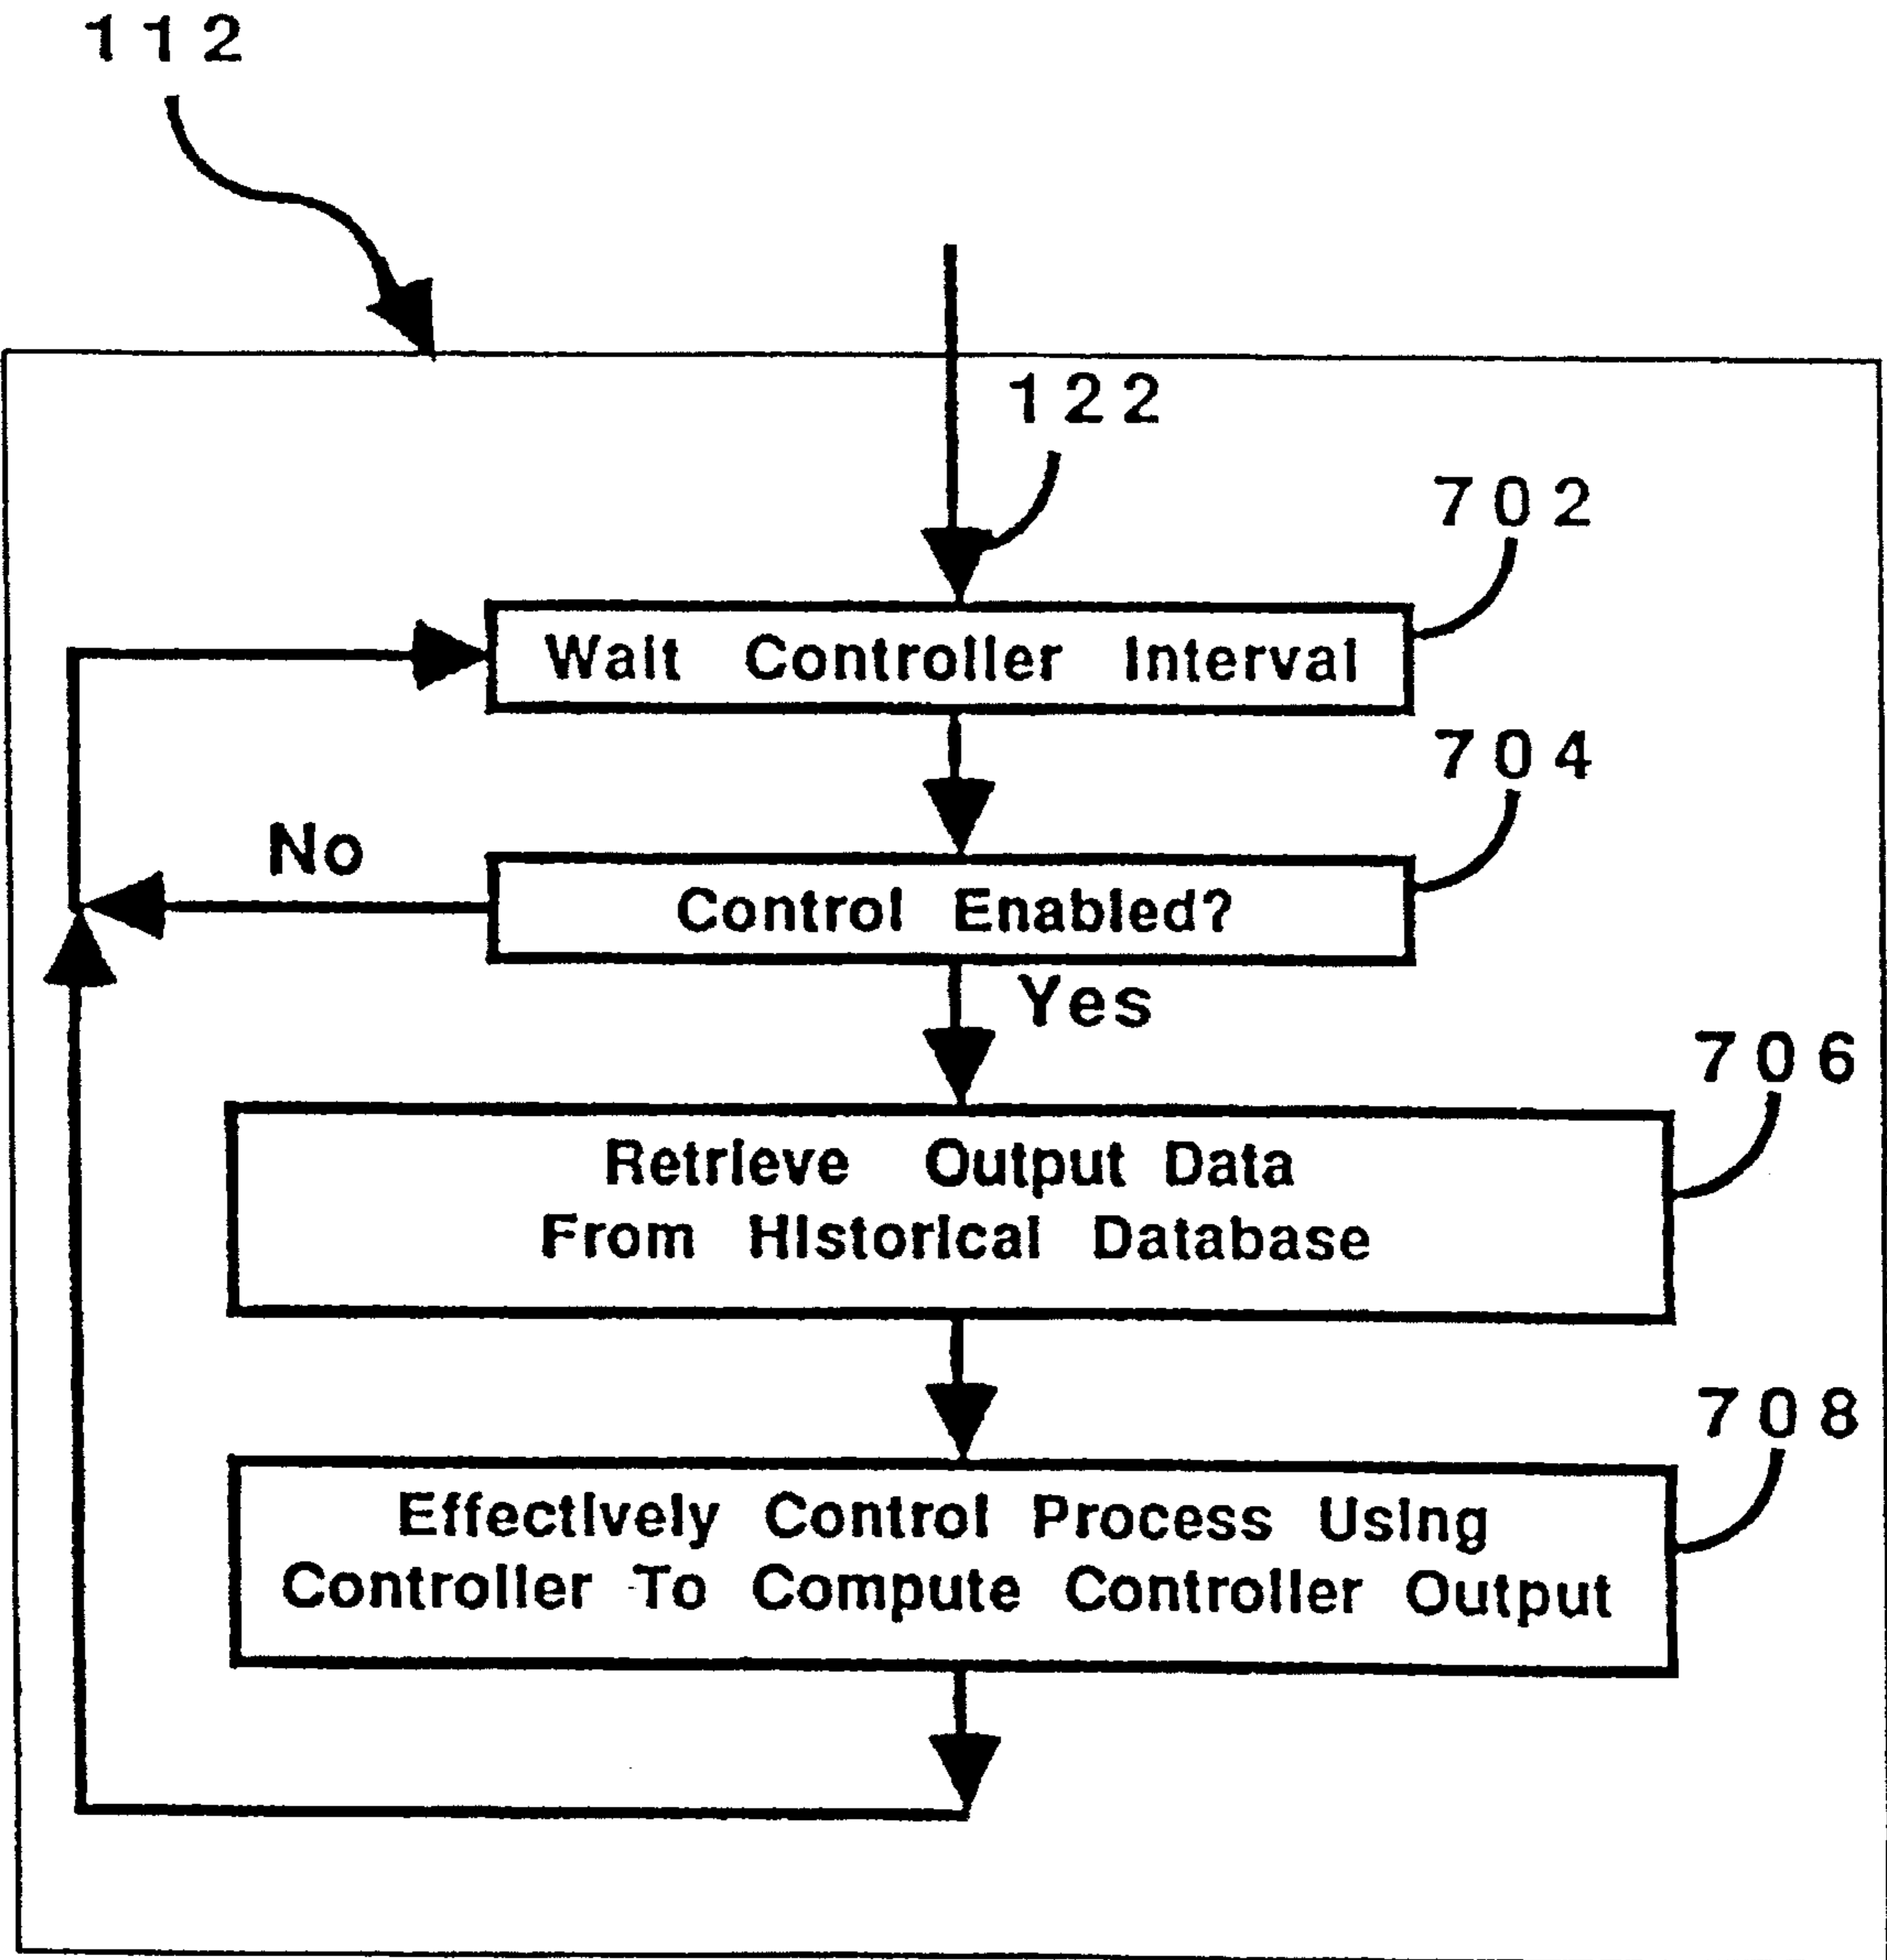 112
122
702
Wait Controller Interval
704
No
Control Enabled?
Yes
706
Retrieve Output Data
From Historical Database
708
Effectively Control Process Using
Controller To Compute Controller Output